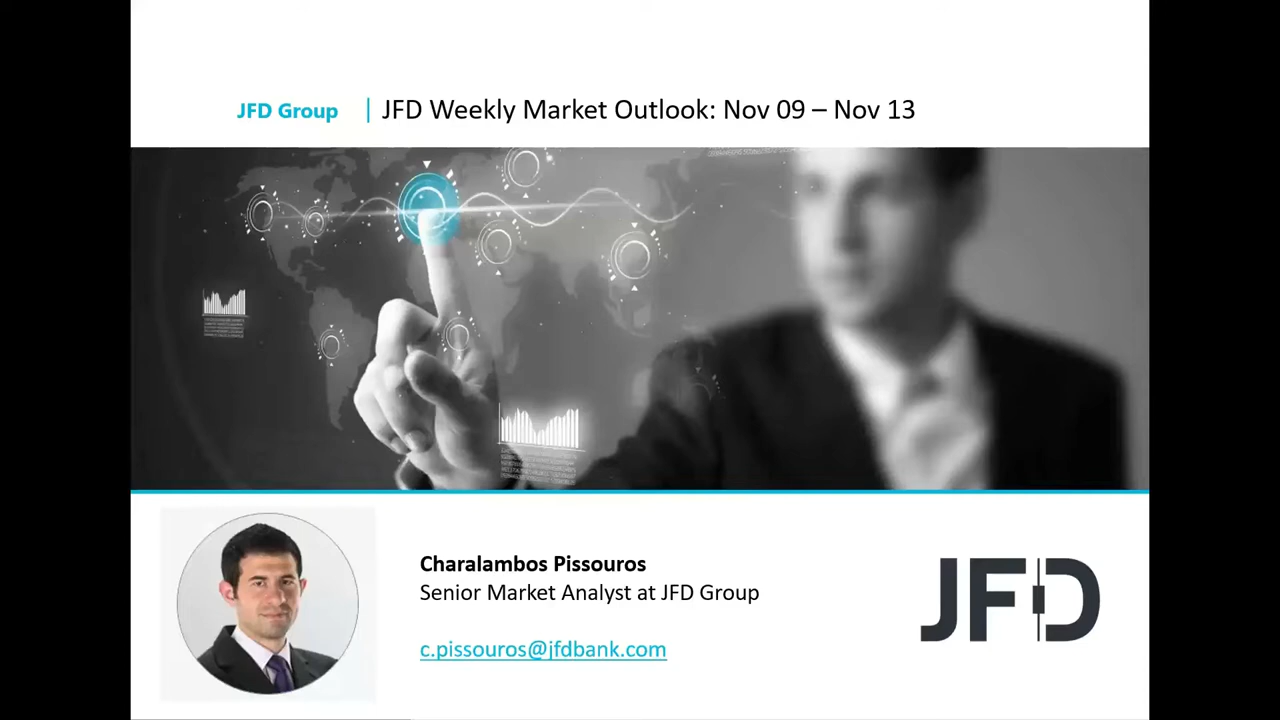 JFD Group | JFD Weekly Market Outlook: Nov 09 – Nov 13
Charalambos Pissouros
Senior Market Analyst at JFD Group
c.pissouros@jfdbank.com
JFD